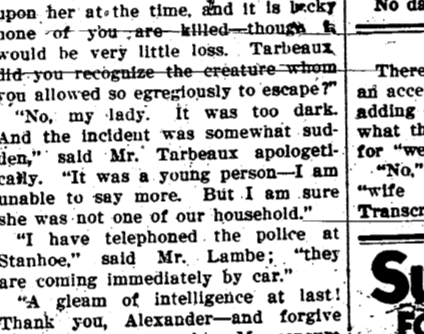 upon her at the time, and it is lucky
none of you are killed—though
would be very little loss. Tarbeaux
did you recognize the creature whom
you allowed so egregiously to escape?"
"No, my lady. It was too dark.
And the incident was somewhat sud-
den," said Mr. Tarbeaux apologeti-
cally. "It was a young person—I am
unable to say more. But I am sure
she was not one of our household."
"I have telephoned the police at
Stanhoe," said Mr. Lambe; "they
are coming immediately by car."
"A gleam of intelligence at last!
Thank you, Alexander—and forgive
No da
There
an acce
adding
what th
for "we
"No,"
"wife
Transcr
Su
FO